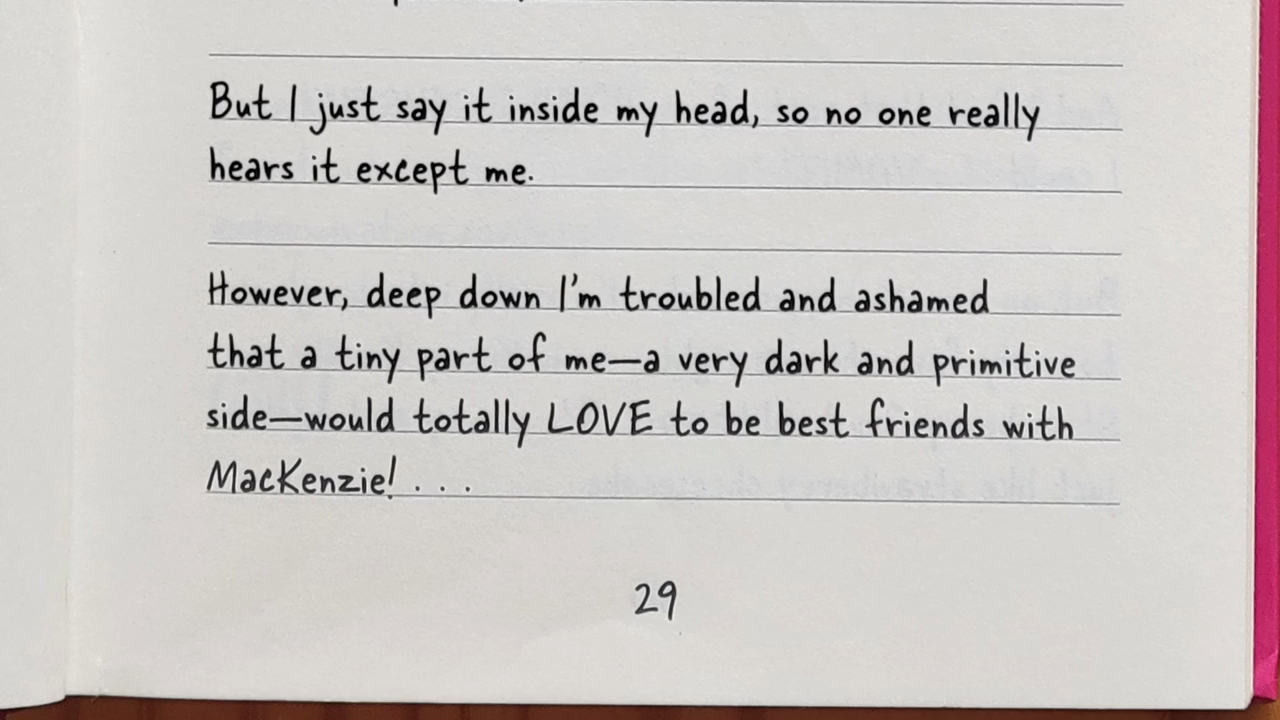 But I just say it inside my head, so no one really
hears it except me.
However, deep down I'm troubled and ashamed
that a tiny part of me—a very dark and primitive
side—would totally LOVE to be best friends with
MacKenzie! . . .
29